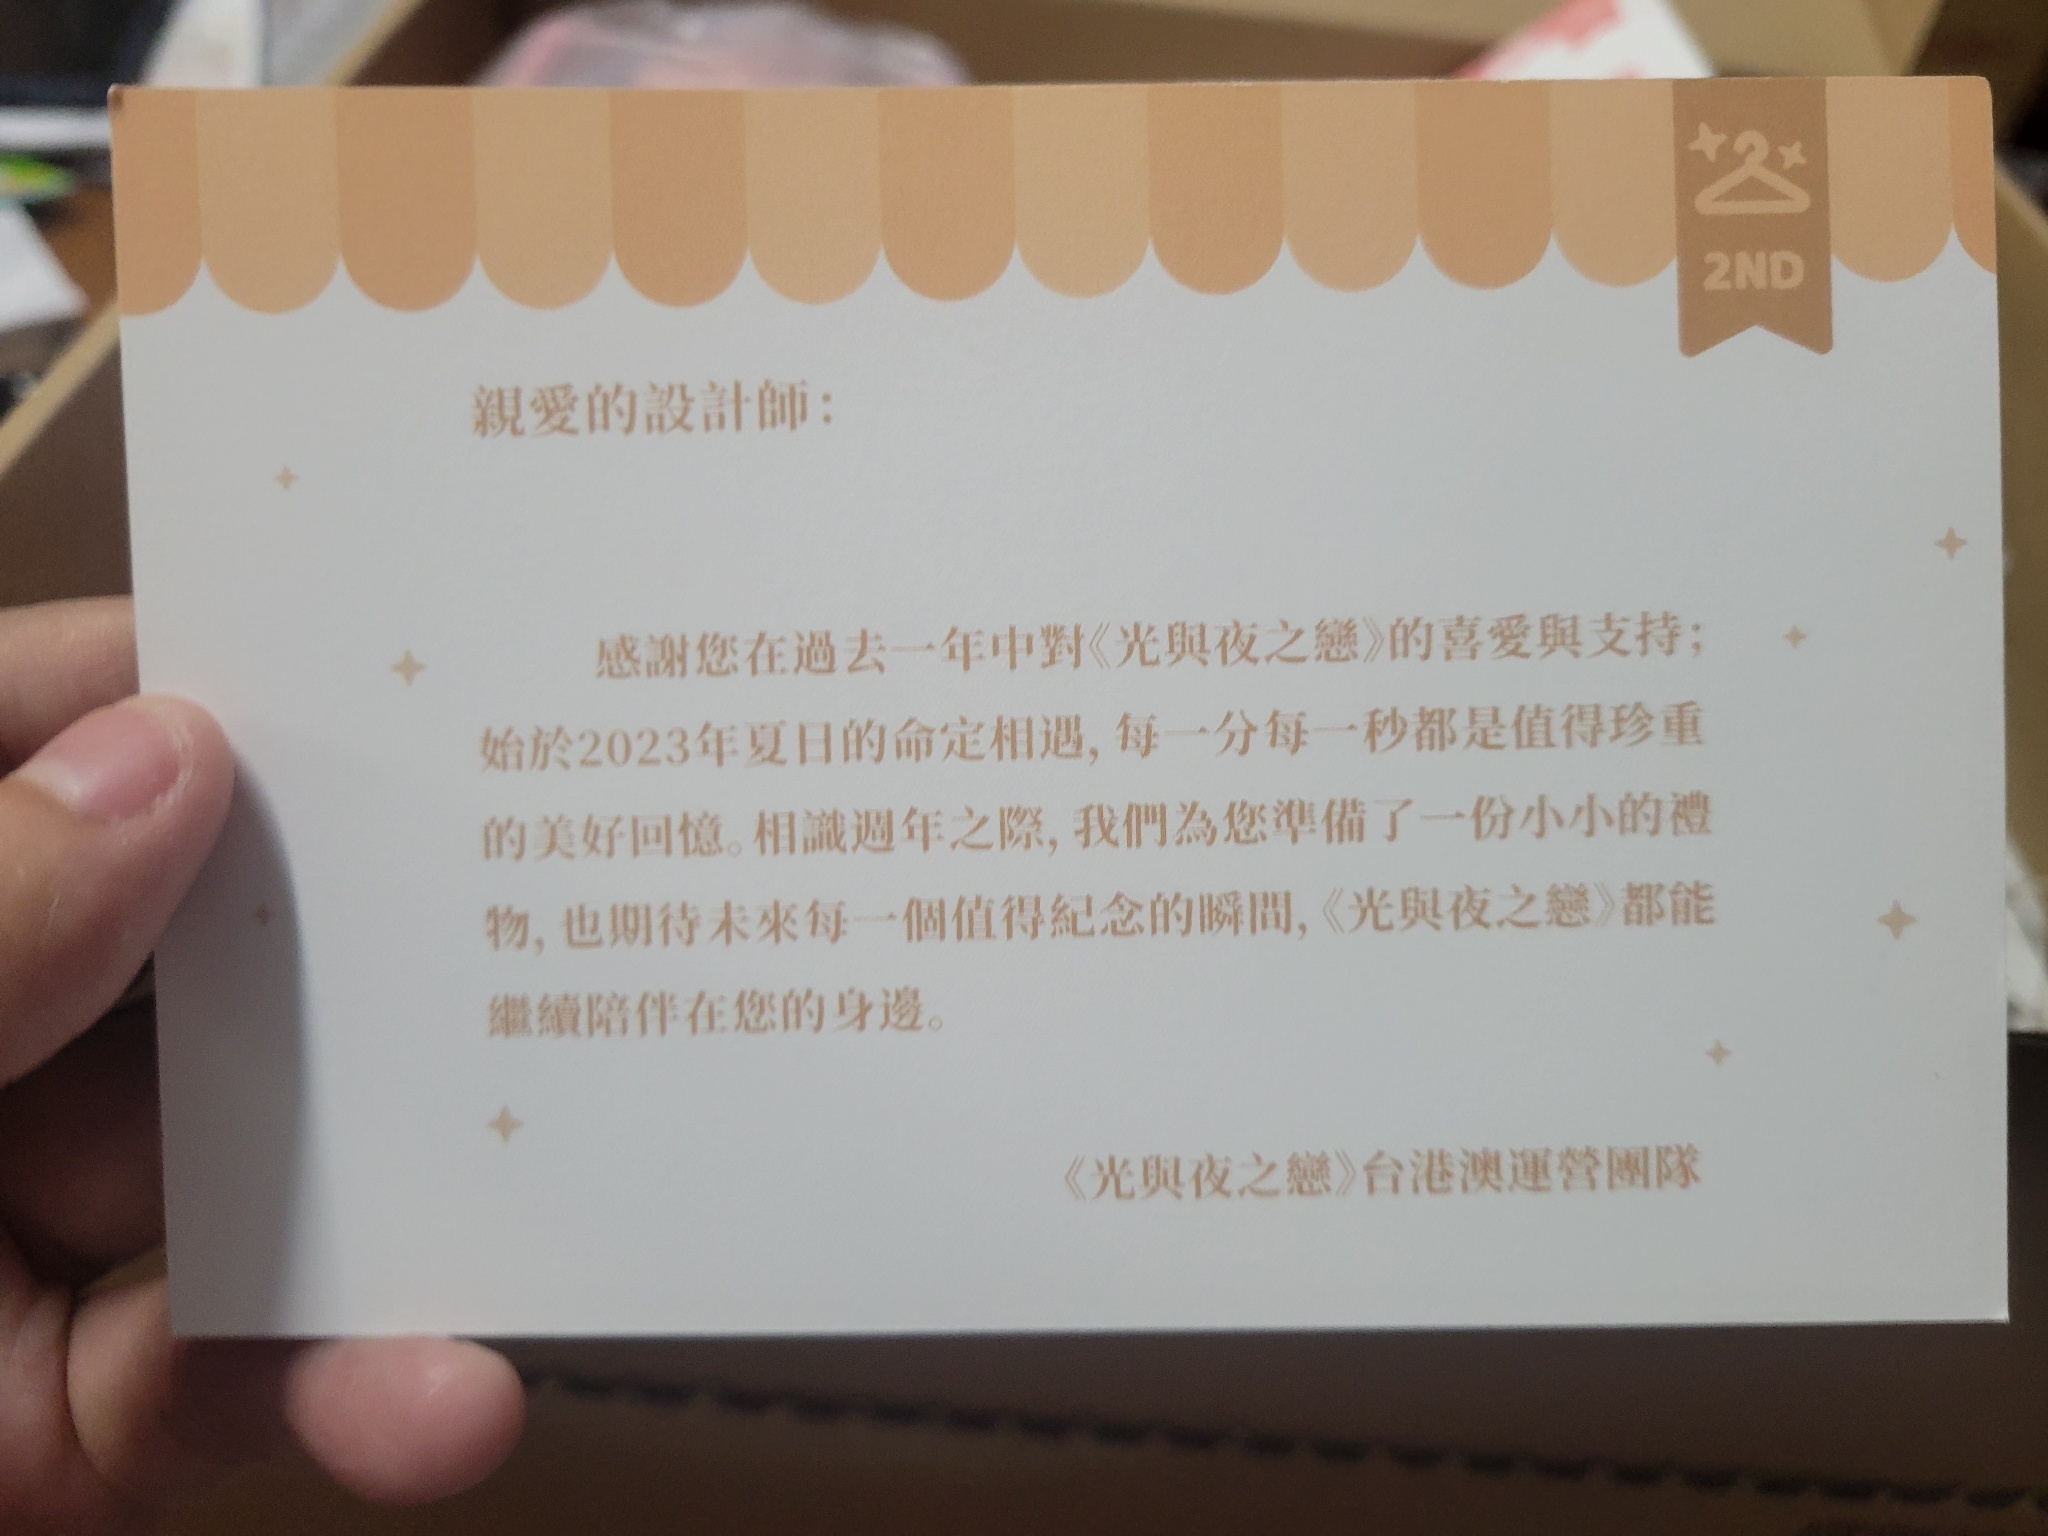 2ND
親愛的設計師：
感謝您在過去一年中對《光與夜之戀》的喜愛與支持；
始於2023年夏日的命定相遇，每一分每一秒都是值得珍重
的美好回憶。相識週年之際，我們為您準備了一份小小的禮
物，也期待未來每一個值得紀念的瞬間，《光與夜之戀》都能
繼續陪伴在您的身邊。
《光與夜之戀》台港澳運營團隊